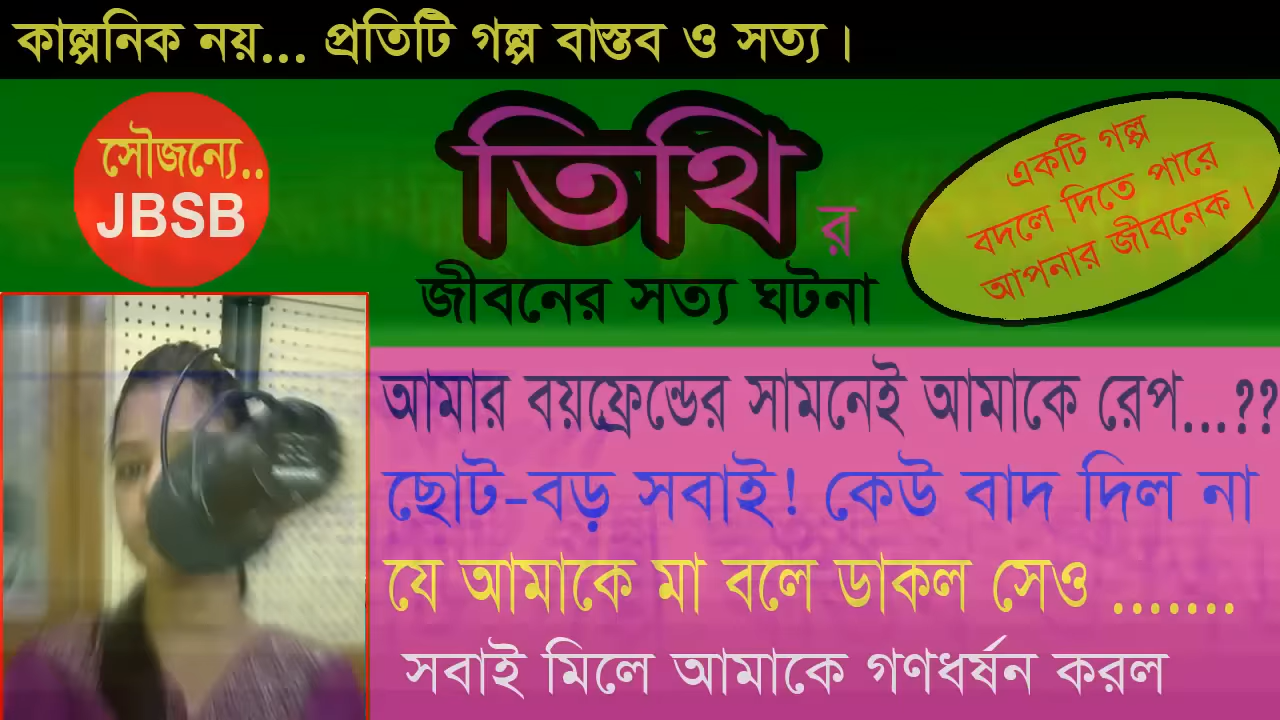 কাল্পনিক নয়... প্রতিটি গল্প বাস্তব ও সত্য।
সৌজন্যে..
JBSB
তিথি র
জীবনের সত্য ঘটনা
একটি গল্প
বদলে দিতে পারে
আপনার জীবনেক।
আমার বয়ফ্রেন্ডের সামনেই আমাকে রেপ...??
ছোট-বড় সবাই! কেউ বাদ দিল না
যে আমাকে মা বলে ডাকল সেও .......
সবাই মিলে আমাকে গণধর্ষন করল